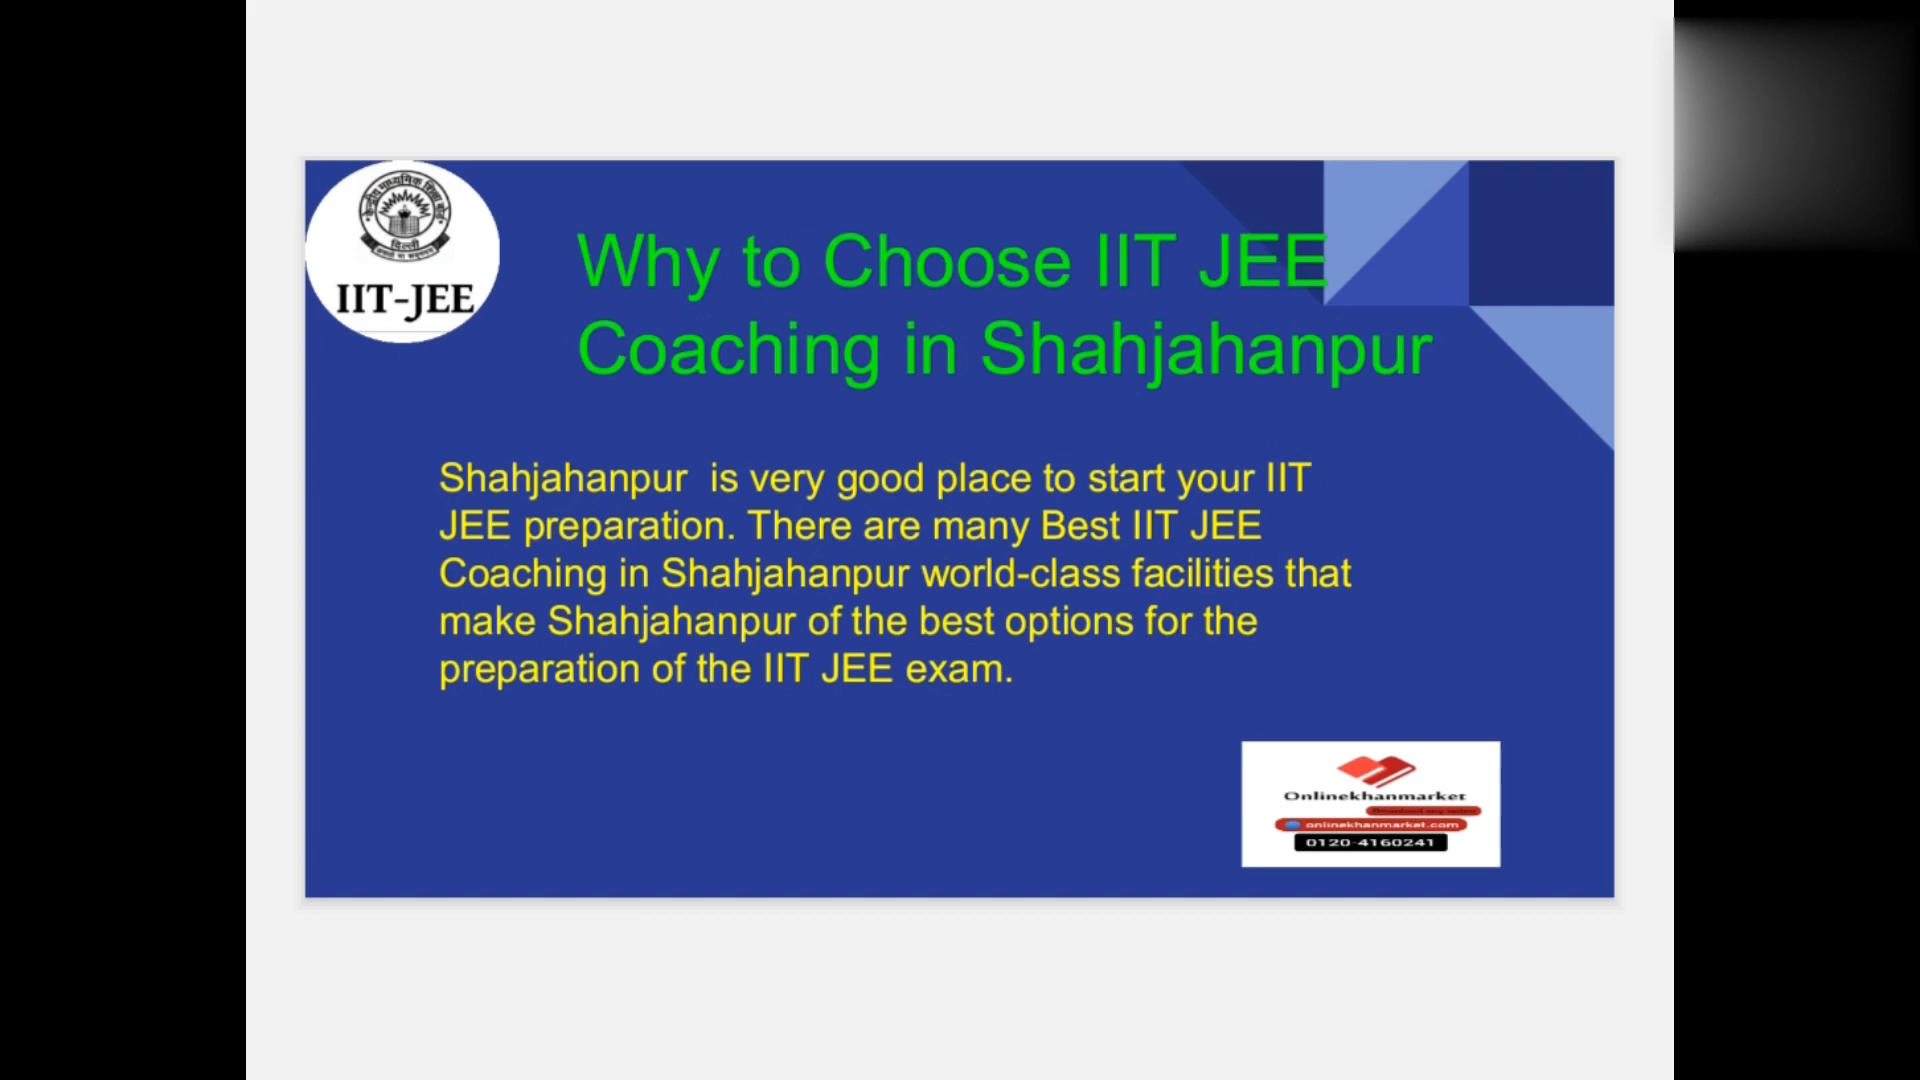 केन्द्रीय माध्यमिक शिक्षा बोर्ड
दिल्ली
IIT-JEE
Why to Choose IIT JEE
Coaching in Shahjahanpur
Shahjahanpur  is very good place to start your IIT
JEE preparation. There are many Best IIT JEE
Coaching in Shahjahanpur world-class facilities that
make Shahjahanpur of the best options for the
preparation of the IIT JEE exam.
Onlinekhanmarket
onlinekhanmarket.com
0120-4160241